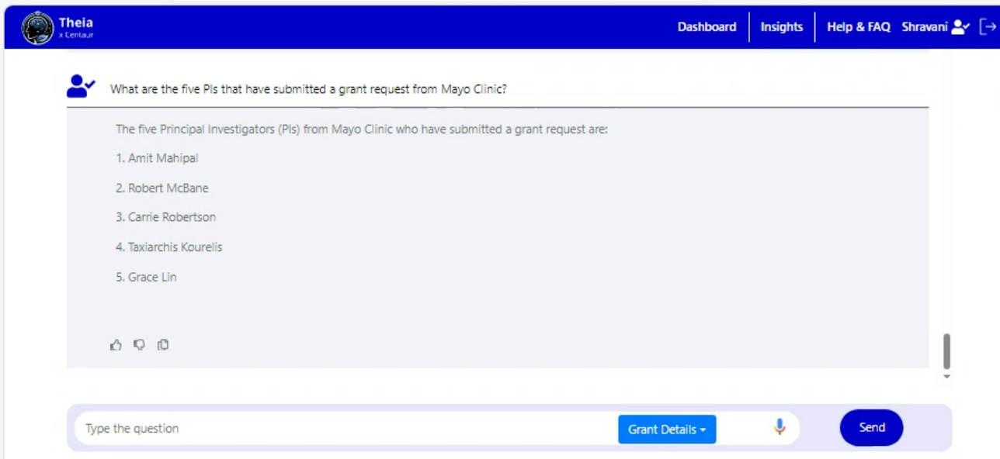 Theia
x Centaur
Dashboard Insights Help & FAQ Shravani
What are the five PIs that have submitted a grant request from Mayo Clinic?
The five Principal Investigators (PIs) from Mayo Clinic who have submitted a grant request are:
1. Amit Mahipal
2. Robert McBane
3. Carrie Robertson
4. Taxiarchis Kourelis
5. Grace Lin
Type the question Grant Details Send